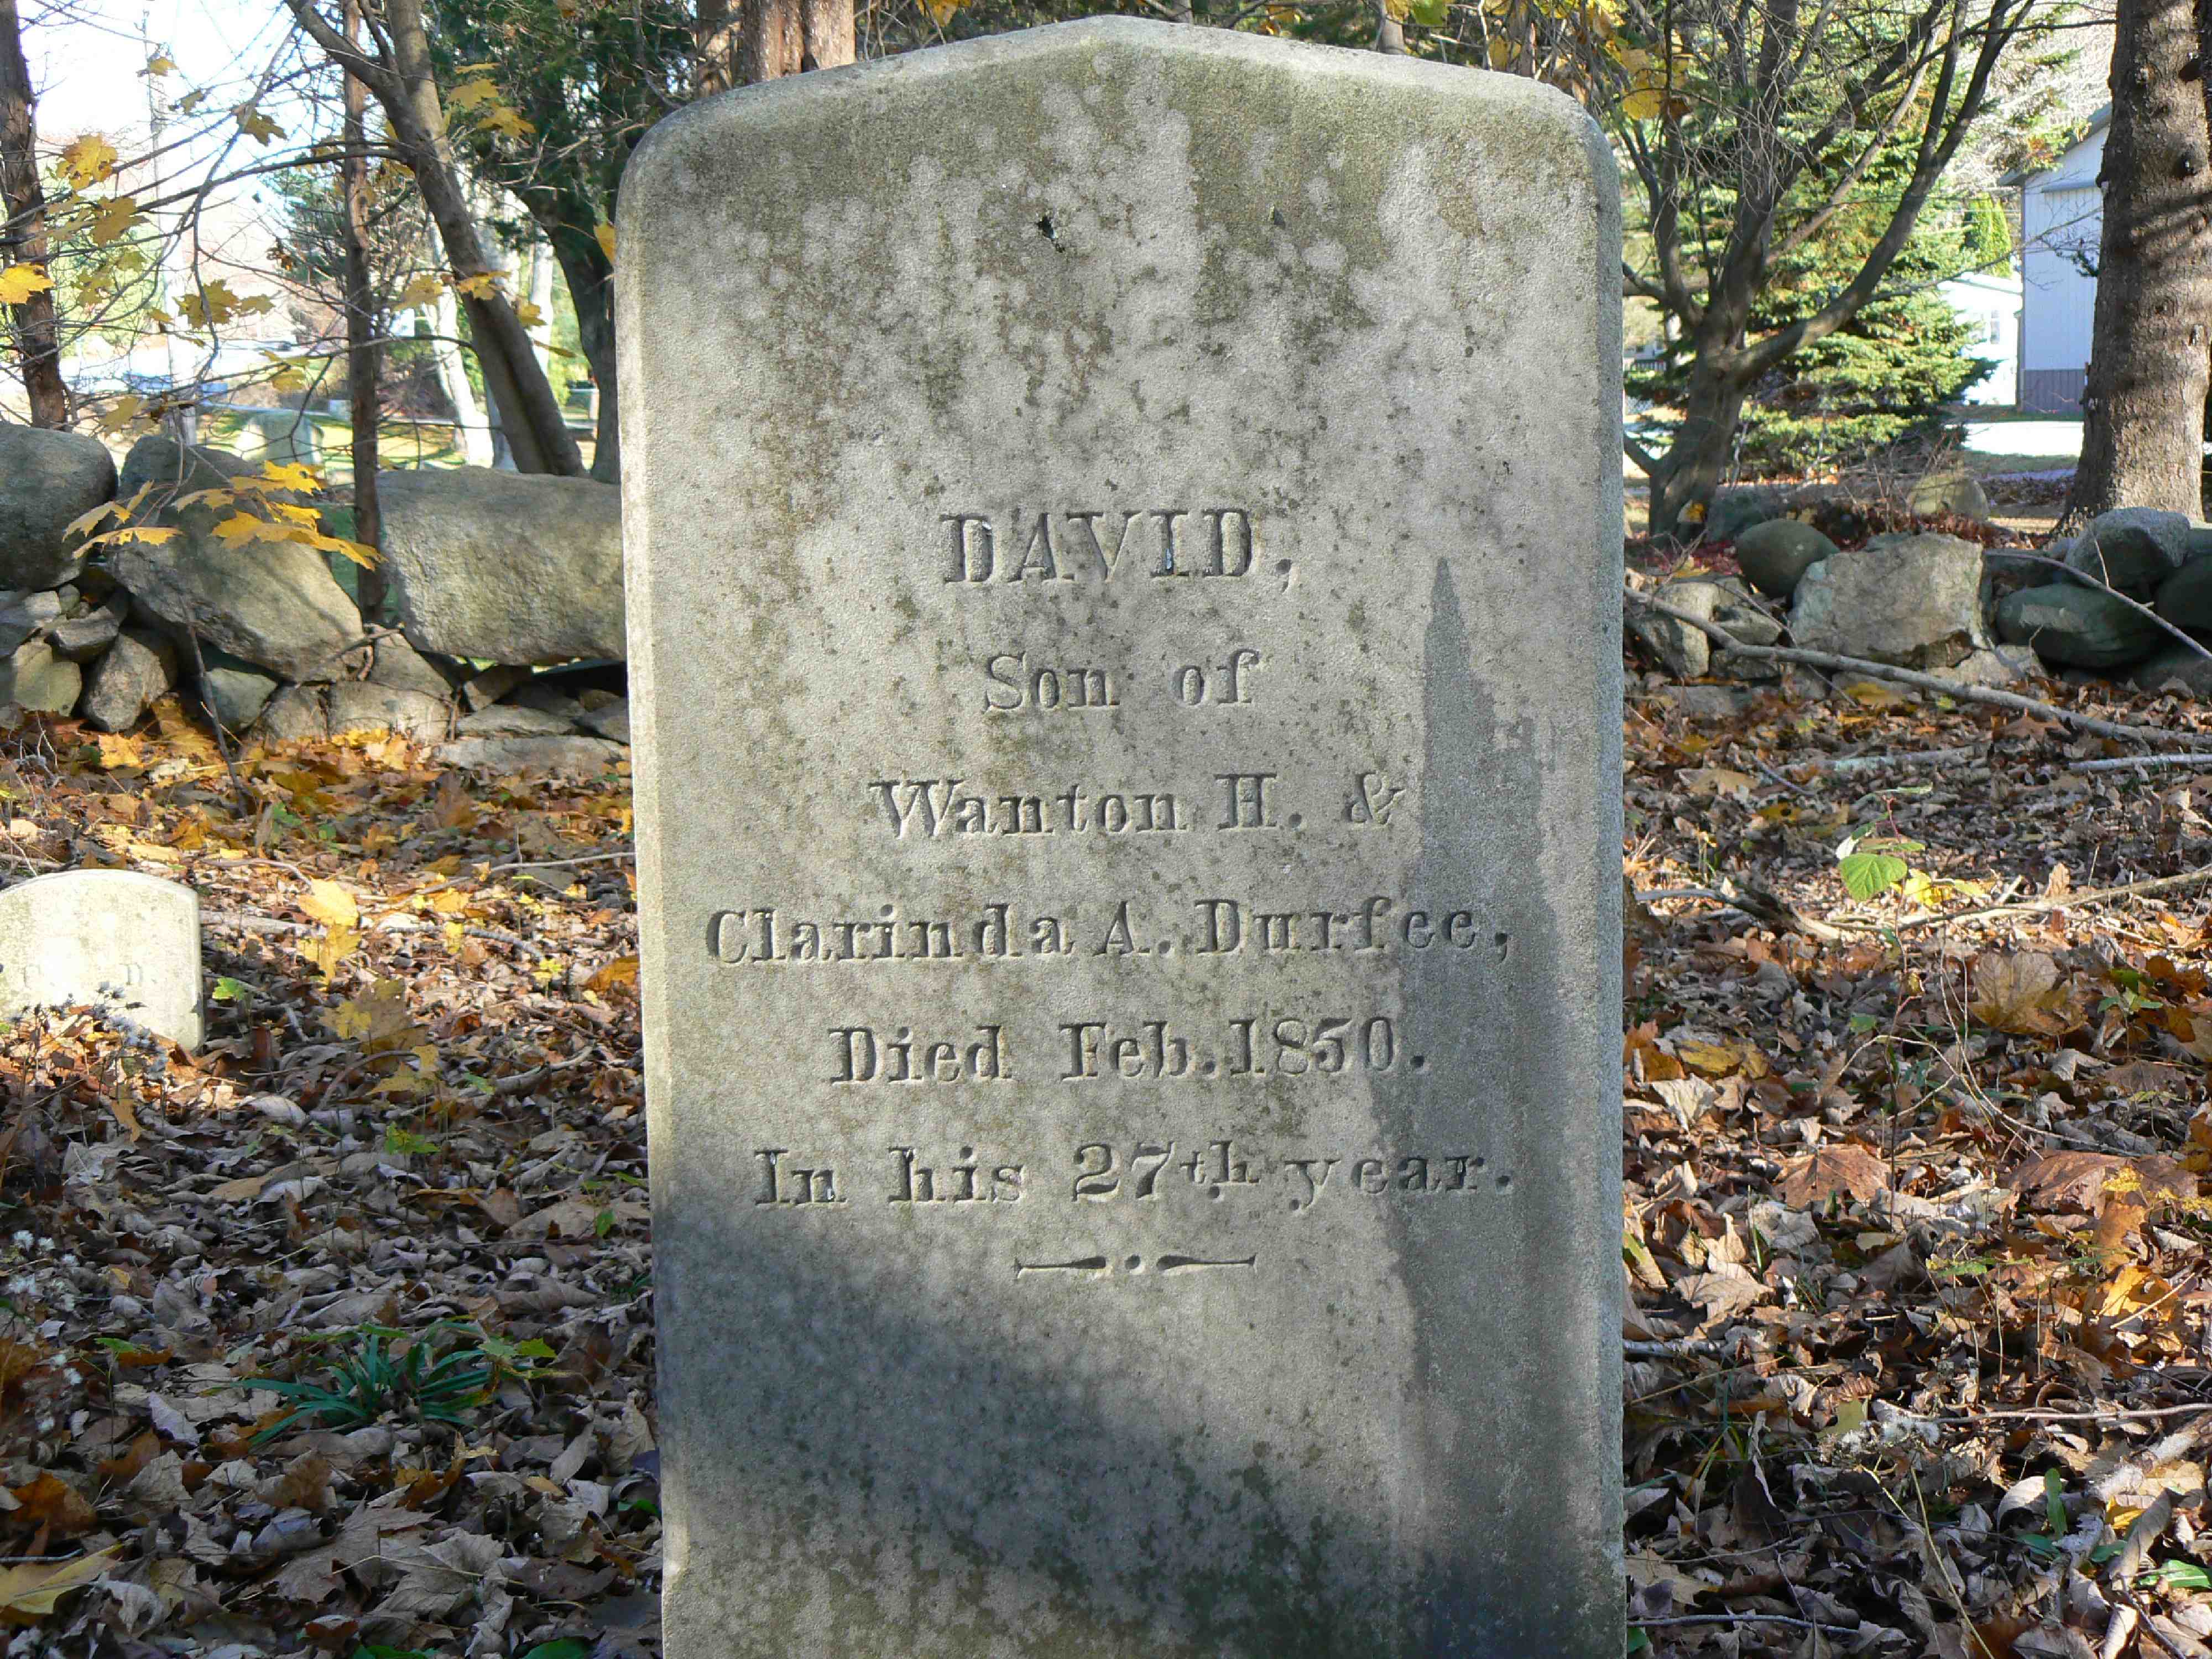 DAVID,
Son of
Wanton H. &
Clarinda A. Durfee,
Died Feb. 1850.
In his 27th year.